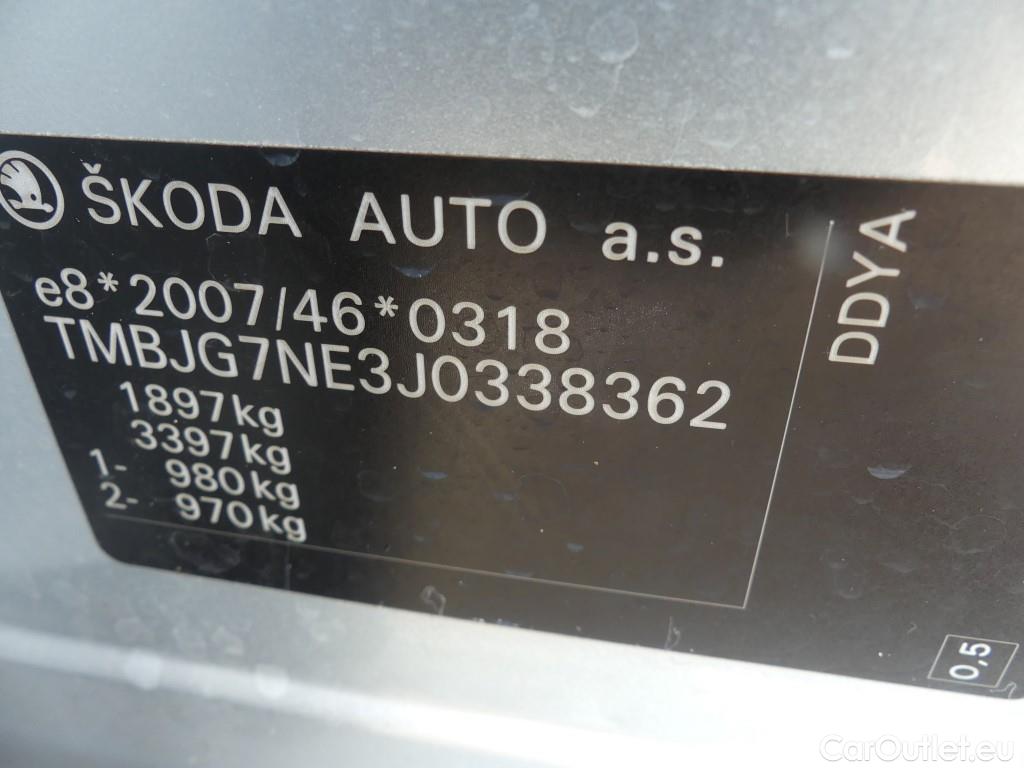 ŠKODA AUTO a.s.
e8*2007/46*0318
TMBJG7NE3J0338362
1897kg
3397kg
1- 980kg
2- 970kg
DDYA
0,5
CarOutlet.eu